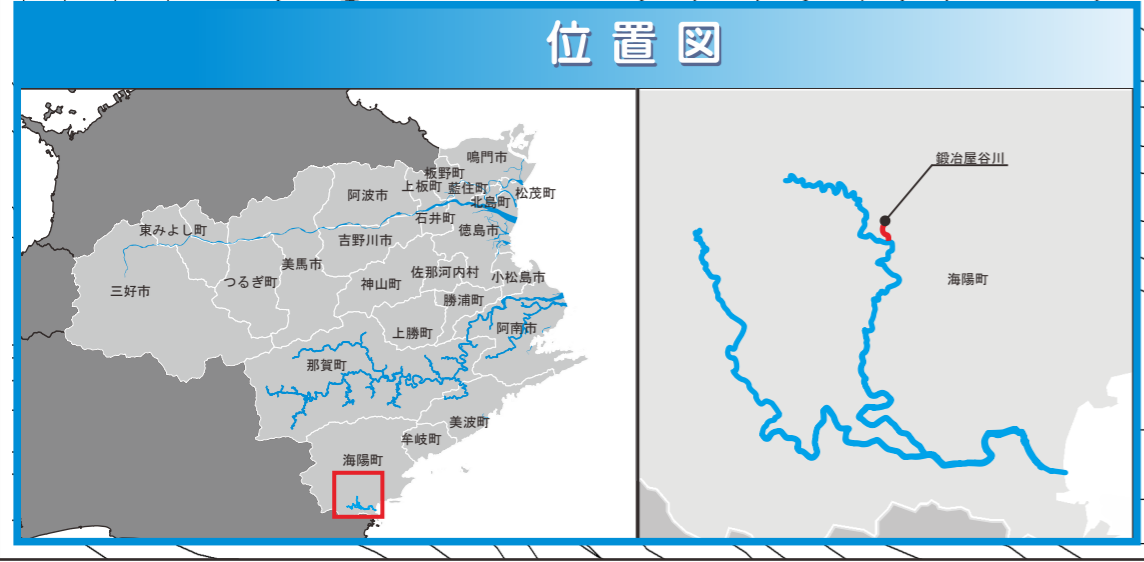 位置図
鳴門市
板野町
上板町
藍住町
松茂町
阿波市
北島町
石井町
徳島市
東みよし町
吉野川市
美馬市
佐那河内村
小松島市
つるぎ町
神山町
三好市
勝浦町
上勝町
阿南市
那賀町
美波町
牟岐町
海陽町
鍛冶屋谷川
海陽町